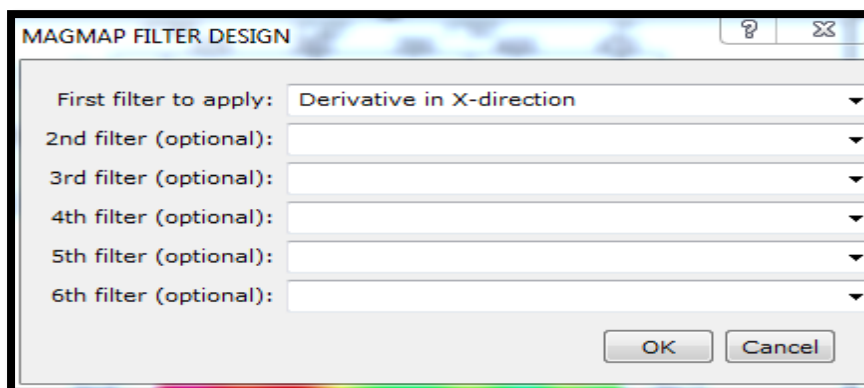 MAGMAP FILTER DESIGN
First filter to apply: Derivative in X-direction
2nd filter (optional):
3rd filter (optional):
4th filter (optional):
5th filter (optional):
6th filter (optional):
OK Cancel